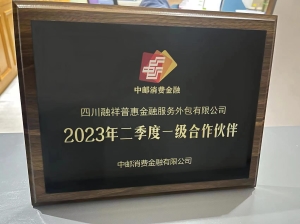 中邮消费金融
四川融祥普惠金融服务外包有限公司
2023年二季度一级合作伙伴
中邮消费金融有限公司